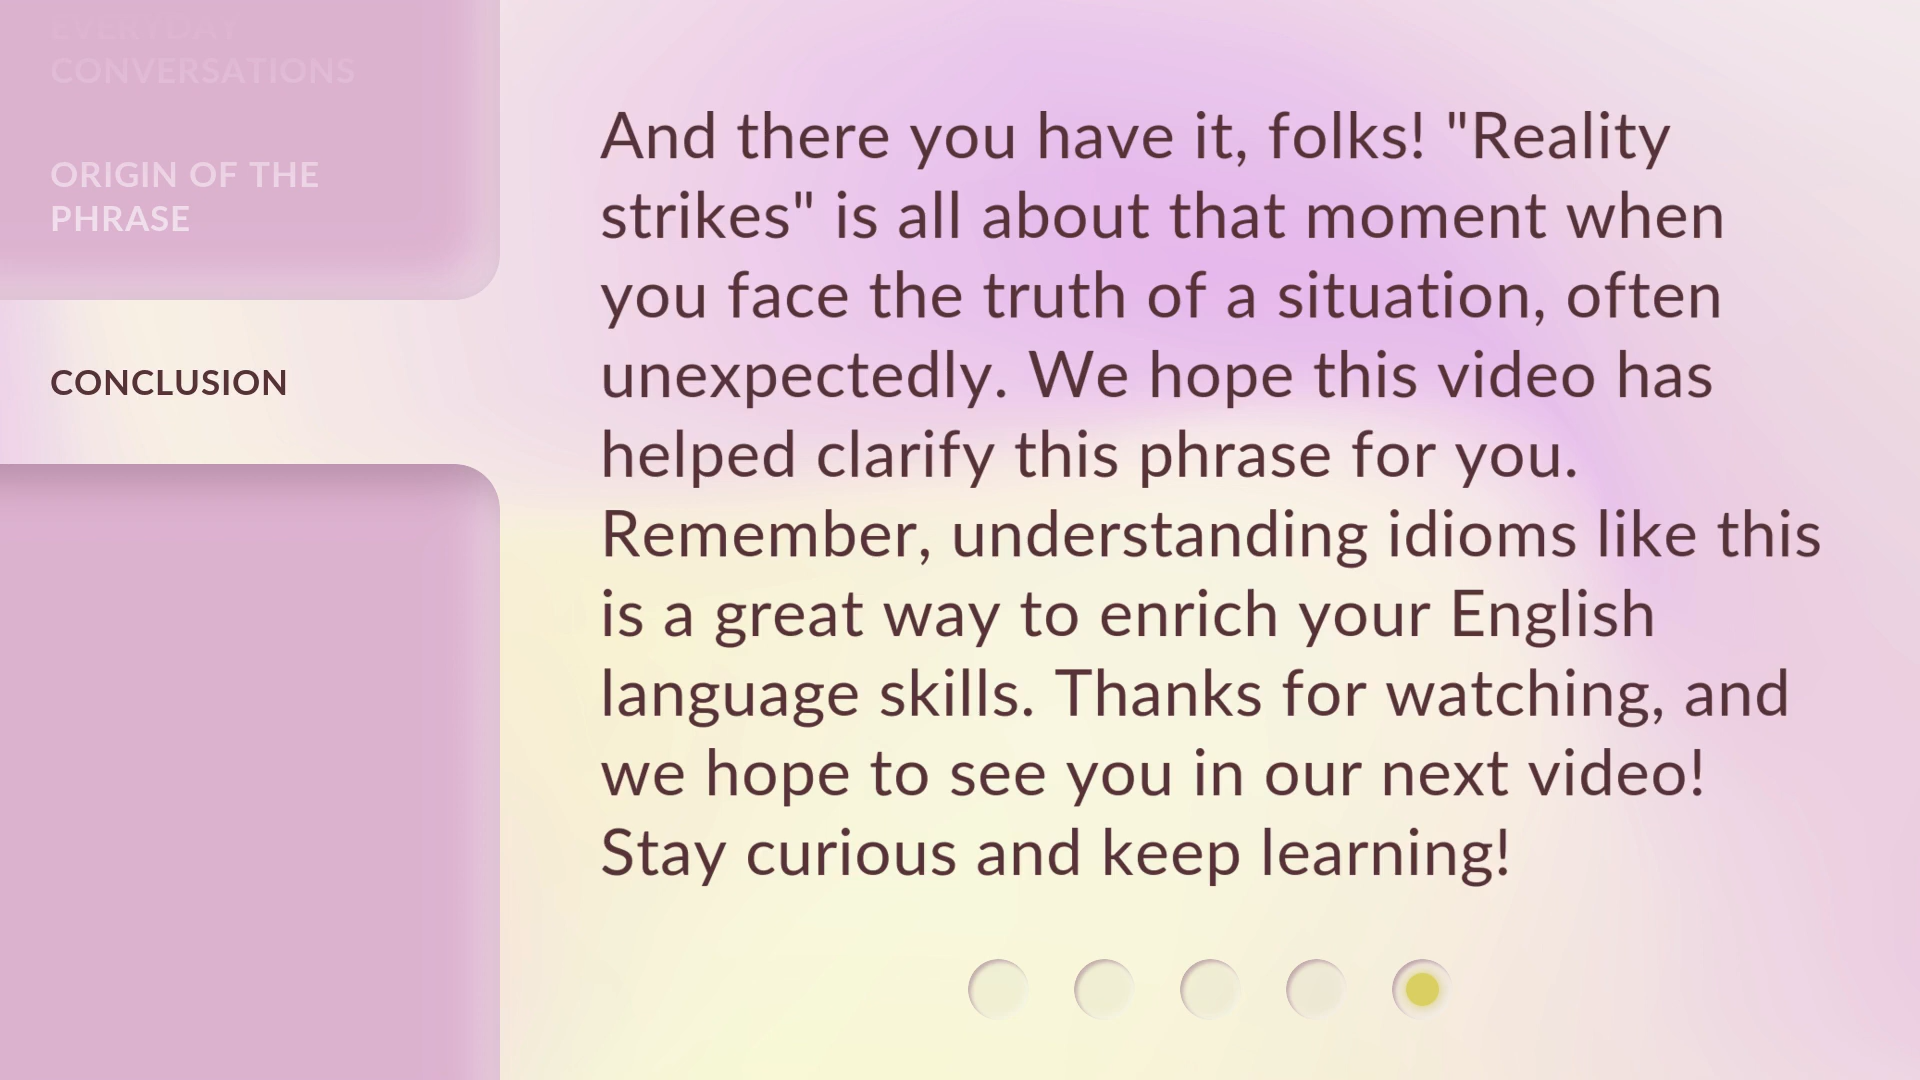 EVERYDAY
CONVERSATIONS
ORIGIN OF THE
PHRASE
CONCLUSION
And there you have it, folks! "Reality
strikes" is all about that moment when
you face the truth of a situation, often
unexpectedly. We hope this video has
helped clarify this phrase for you.
Remember, understanding idioms like this
is a great way to enrich your English
language skills. Thanks for watching, and
we hope to see you in our next video!
Stay curious and keep learning!